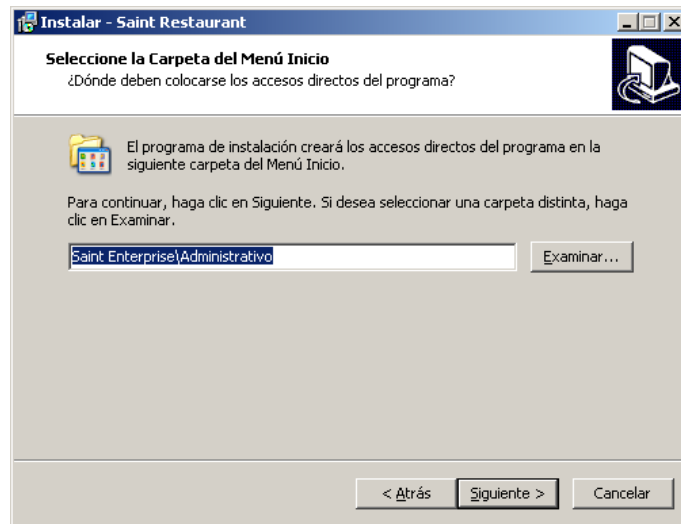 Instalar - Saint Restaurant
Seleccione la Carpeta del Menú Inicio
¿Dónde deben colocarse los accesos directos del programa?
El programa de instalación creará los accesos directos del programa en la
siguiente carpeta del Menú Inicio.
Para continuar, haga clic en Siguiente. Si desea seleccionar una carpeta distinta, haga
clic en Examinar.
Saint Enterprise\Administrativo
Examinar...
< Atrás
Siguiente >
Cancelar